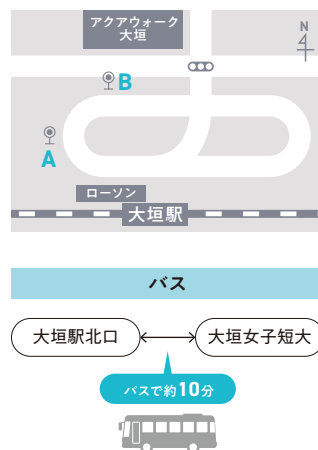 アクアウォーク
大垣
N
B
A
ローソン
大垣駅
バス
大垣駅北口
大垣女子短大
バスで約10分